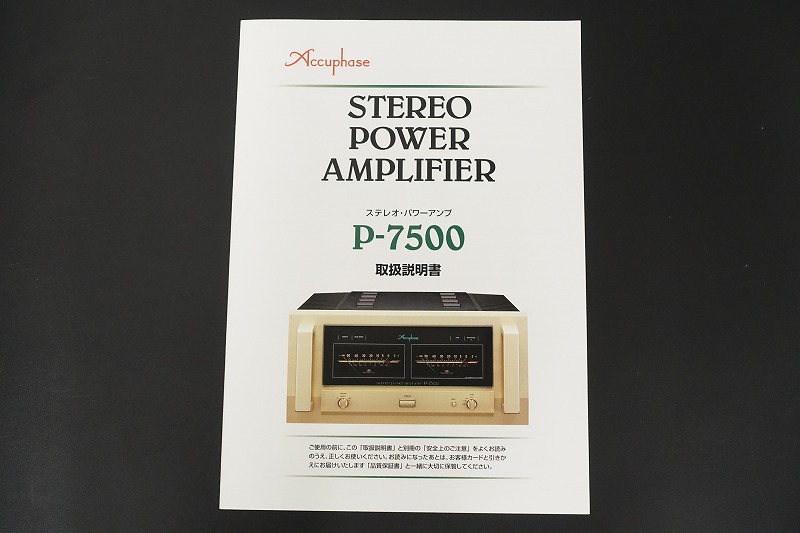 Accuphase
STEREO
POWER
AMPLIFIER
ステレオ・パワーアンプ
P-7500
取扱説明書
Accuphase
P-7500
ご使用の前に、この「取扱説明書」と別冊の「安全上のご注意」をよくお読み
のうえ、正しくお使いください。お読みになったあとは、お客様カードと引きか
えにお届けいたします「品質保証書」と一緒に大切に保管してください。